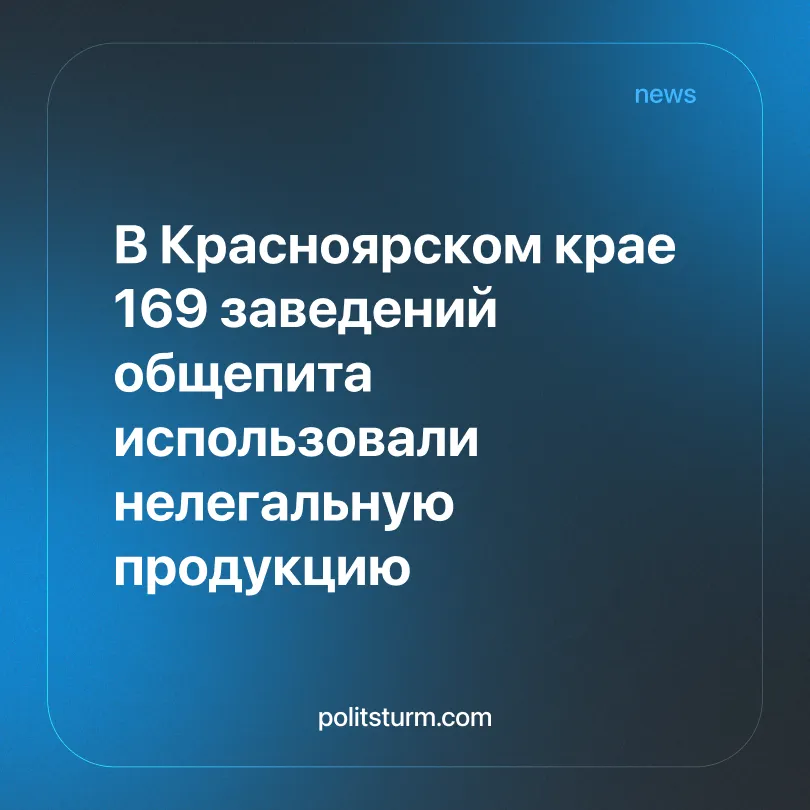 news
В Красноярском крае
169 заведений
общепита
использовали
нелегальную
продукцию
politsturm.com